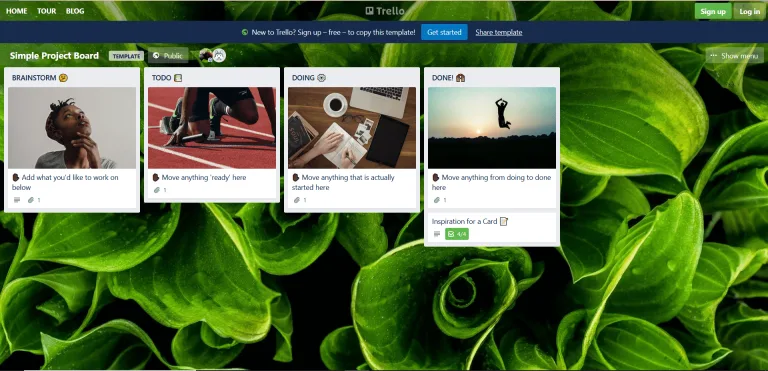 HOME TOUR BLOG
Trello
Sign up Log in
New to Trello? Sign up – free – to copy this template! Get started Share template
Simple Project Board TEMPLATE Public
Show menu
BRAINSTORM
Add what you'd like to work on
below
1
TODO
Move anything 'ready' here
1
DOING
Move anything that is actually
started here
1
DONE!
Move anything from doing to done
here
1
Inspiration for a Card
4/4